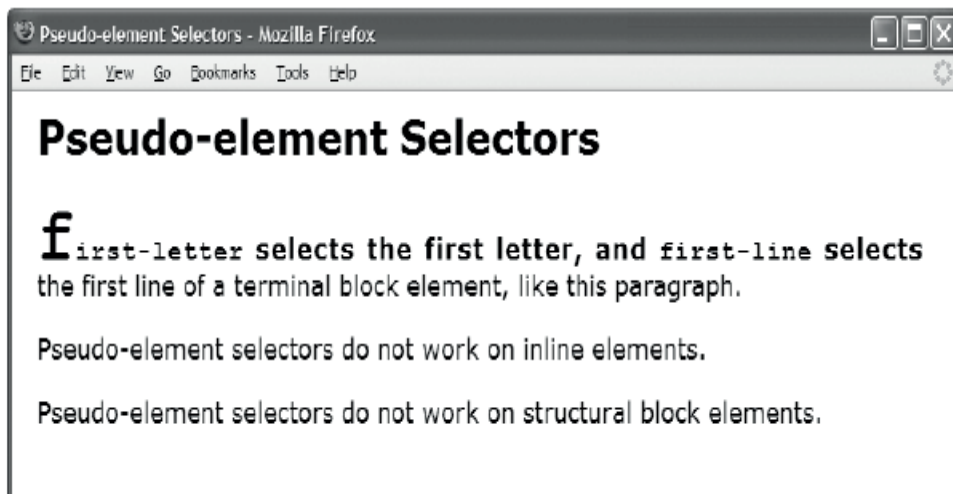 Pseudo-element Selectors - Mozilla Firefox
File Edit View Go Bookmarks Tools Help
Pseudo-element Selectors
first-letter selects the first letter, and first-line selects
the first line of a terminal block element, like this paragraph.
Pseudo-element selectors do not work on inline elements.
Pseudo-element selectors do not work on structural block elements.